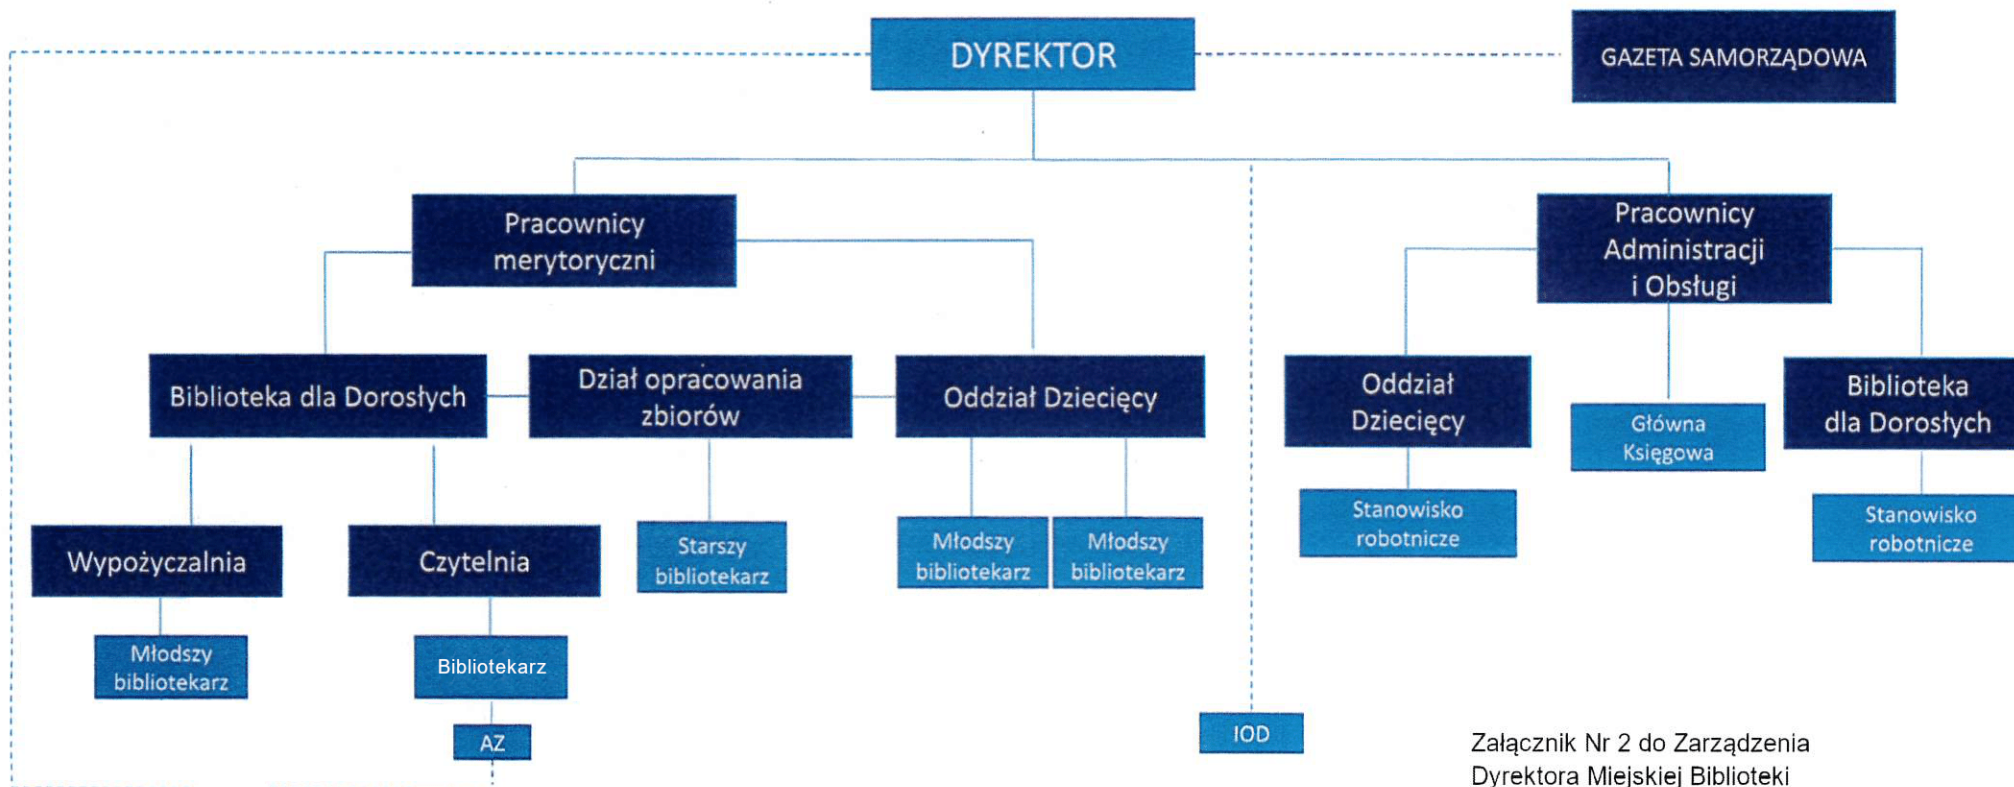 DYREKTOR
GAZETA SAMORZĄDOWA
Pracownicy
merytoryczni
Pracownicy
Administracji
i Obsługi
Biblioteka dla Dorosłych
Dział opracowania
zbiorów
Oddział Dziecięcy
Oddział
Dziecięcy
Główna
Księgowa
Biblioteka
dla Dorosłych
Wypożyczalnia
Czytelnia
Starszy
bibliotekarz
Młodszy
bibliotekarz
Młodszy
bibliotekarz
Stanowisko
robotnicze
Stanowisko
robotnicze
Młodszy
bibliotekarz
Bibliotekarz
AZ
IOD
Załącznik Nr 2 do Zarządzenia
Dyrektora Miejskiej Biblioteki